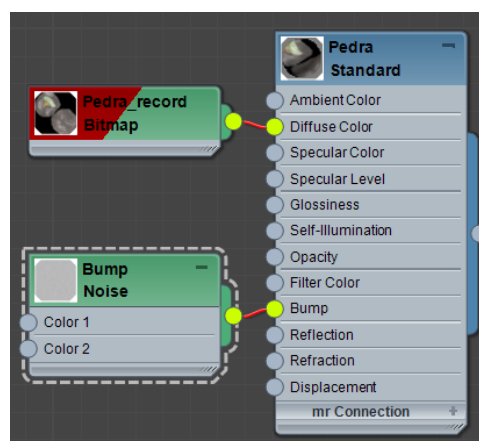 Pedra
Standard
Pedra_record
Bitmap
Ambient Color
Diffuse Color
Specular Color
Specular Level
Glossiness
Self-Illumination
Opacity
Filter Color
Bump
Reflection
Refraction
Displacement
mr Connection +
Bump
Noise
Color 1
Color 2